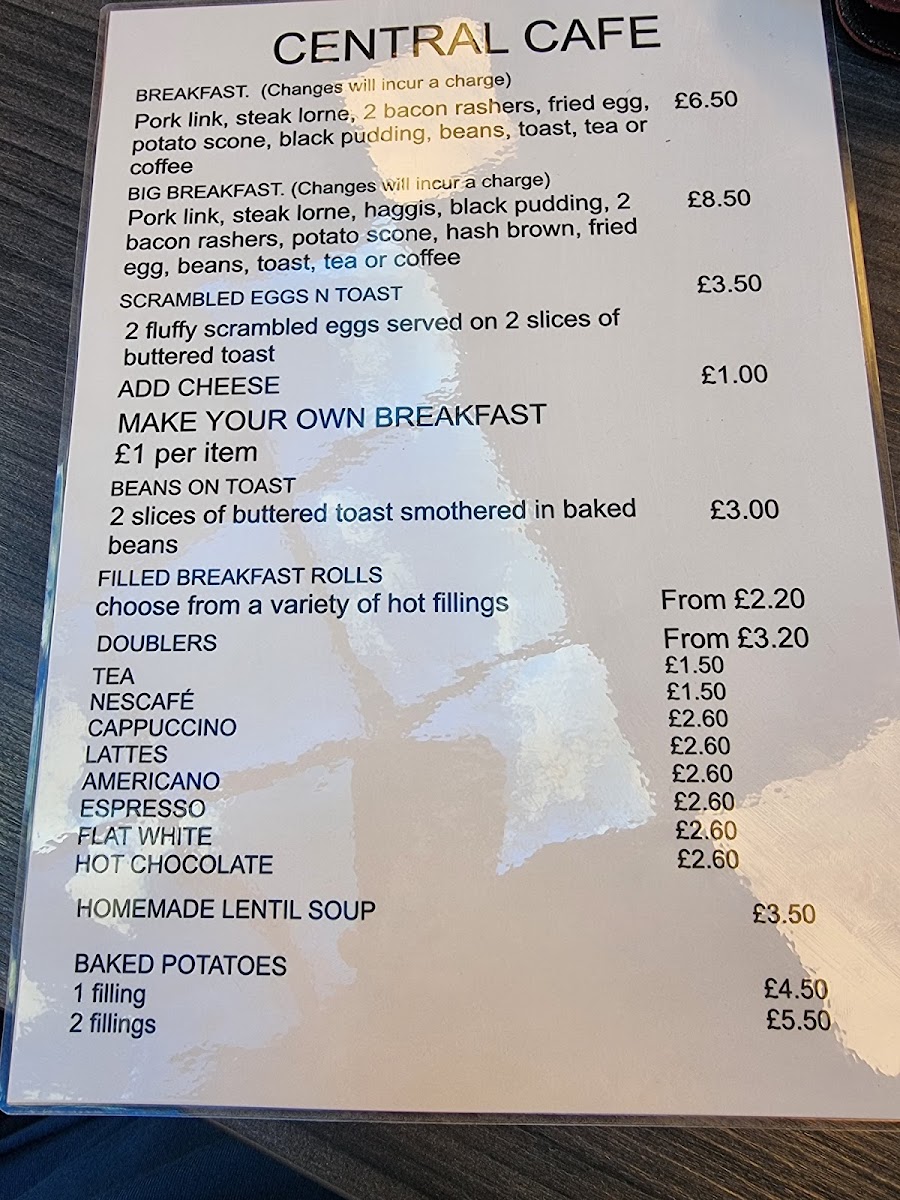 CENTRAL CAFE
BREAKFAST. (Changes will incur a charge)
Pork link, steak lorne, 2 bacon rashers, fried egg, £6.50
potato scone, black pudding, beans, toast, tea or
coffee
BIG BREAKFAST. (Changes will incur a charge)
Pork link, steak lorne, haggis, black pudding, 2 £8.50
bacon rashers, potato scone, hash brown, fried
egg, beans, toast, tea or coffee
SCRAMBLED EGGS N TOAST £3.50
2 fluffy scrambled eggs served on 2 slices of
buttered toast
ADD CHEESE £1.00
MAKE YOUR OWN BREAKFAST
£1 per item
BEANS ON TOAST
2 slices of buttered toast smothered in baked £3.00
beans
FILLED BREAKFAST ROLLS
choose from a variety of hot fillings From £2.20
DOUBLERS From £3.20
TEA £1.50
NESCAFÉ £1.50
CAPPUCCINO £2.60
LATTES £2.60
AMERICANO £2.60
ESPRESSO £2.60
FLAT WHITE £2.60
HOT CHOCOLATE £2.60
HOMEMADE LENTIL SOUP £3.50
BAKED POTATOES
1 filling £4.50
2 fillings £5.50